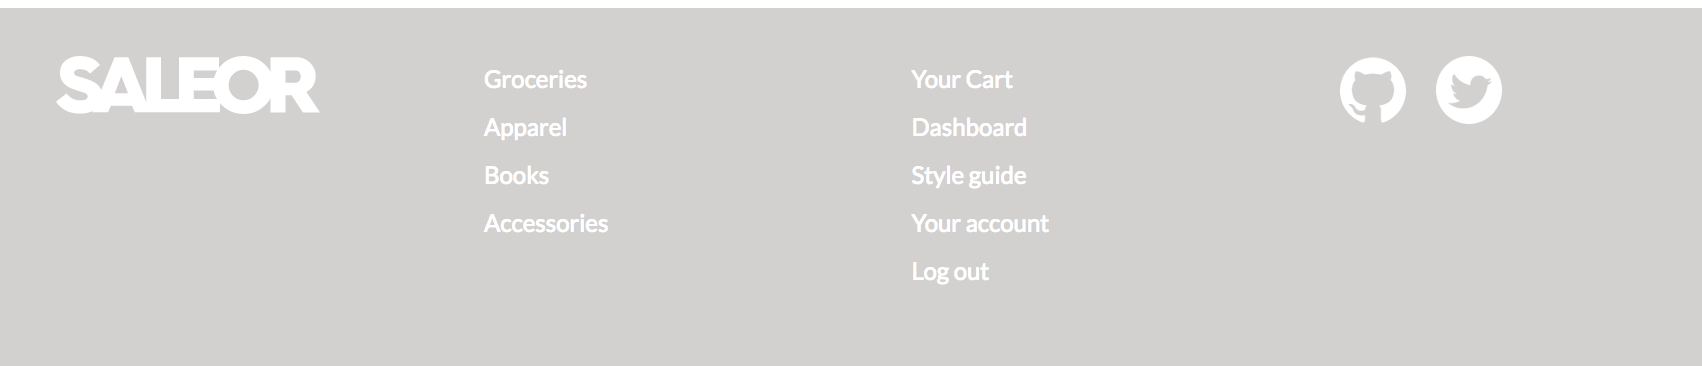 SALEOR
Groceries
Apparel
Books
Accessories
Your Cart
Dashboard
Style guide
Your account
Log out